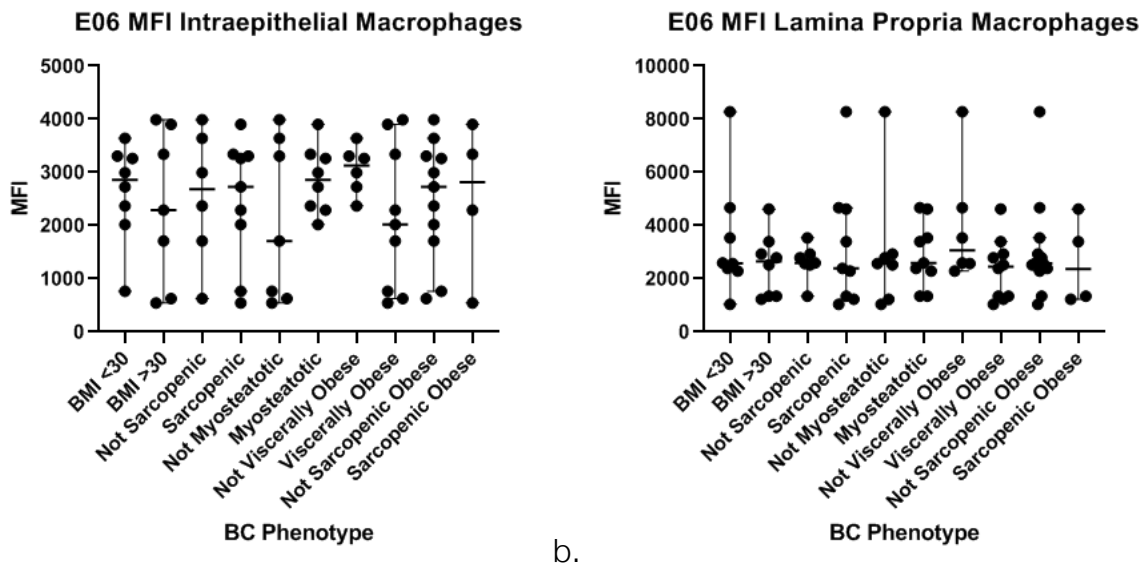 E06 MFI Intraepithelial Macrophages
5000
4000
3000
2000
1000
0
MFI
BMI <30
BMI >30
Not Sarcopenic
Sarcopenic
Not Myosteatotic
Myosteatotic
Not Viscerally Obese
Viscerally Obese
Not Sarcopenic Obese
Sarcopenic Obese
BC Phenotype
b.
E06 MFI Lamina Propria Macrophages
10000
8000
6000
4000
2000
0
MFI
BMI <30
BMI >30
Not Sarcopenic
Sarcopenic
Not Myosteatotic
Myosteatotic
Not Viscerally Obese
Viscerally Obese
Not Sarcopenic Obese
Sarcopenic Obese
BC Phenotype